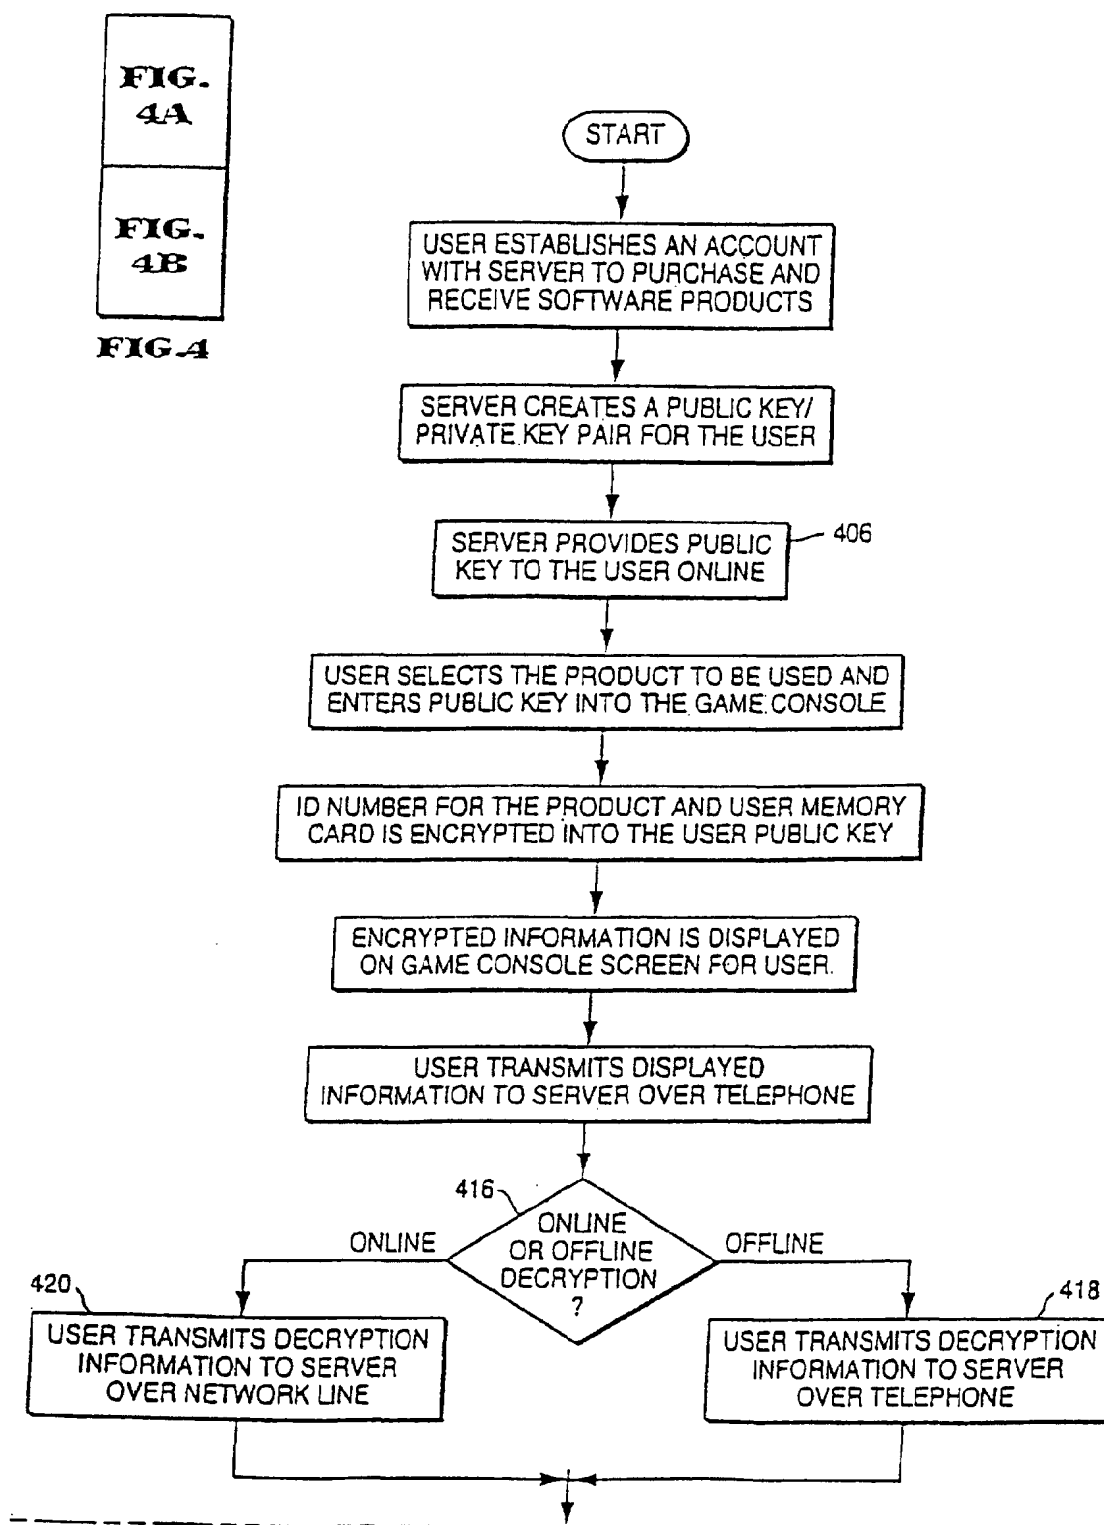 FIG.
4A
FIG.
4B
FIG.4
START
USER ESTABLISHES AN ACCOUNT
WITH SERVER TO PURCHASE AND
RECEIVE SOFTWARE PRODUCTS
SERVER CREATES A PUBLIC KEY/
PRIVATE KEY PAIR FOR THE USER
406
SERVER PROVIDES PUBLIC
KEY TO THE USER ONLINE
USER SELECTS THE PRODUCT TO BE USED AND
ENTERS PUBLIC KEY INTO THE GAME CONSOLE
ID NUMBER FOR THE PRODUCT AND USER MEMORY
CARD IS ENCRYPTED INTO THE USER PUBLIC KEY
ENCRYPTED INFORMATION IS DISPLAYED
ON GAME CONSOLE SCREEN FOR USER.
USER TRANSMITS DISPLAYED
INFORMATION TO SERVER OVER TELEPHONE
416
ONLINE
OR OFFLINE
DECRYPTION
?
ONLINE
OFFLINE
420
USER TRANSMITS DECRYPTION
INFORMATION TO SERVER
OVER NETWORK LINE
418
USER TRANSMITS DECRYPTION
INFORMATION TO SERVER
OVER TELEPHONE